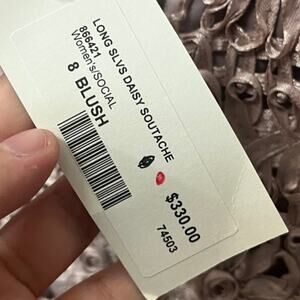 LONG SLVS DAISY SOUTACHE
866421
Women's/SOCIAL
8 BLUSH
$330.00
74503